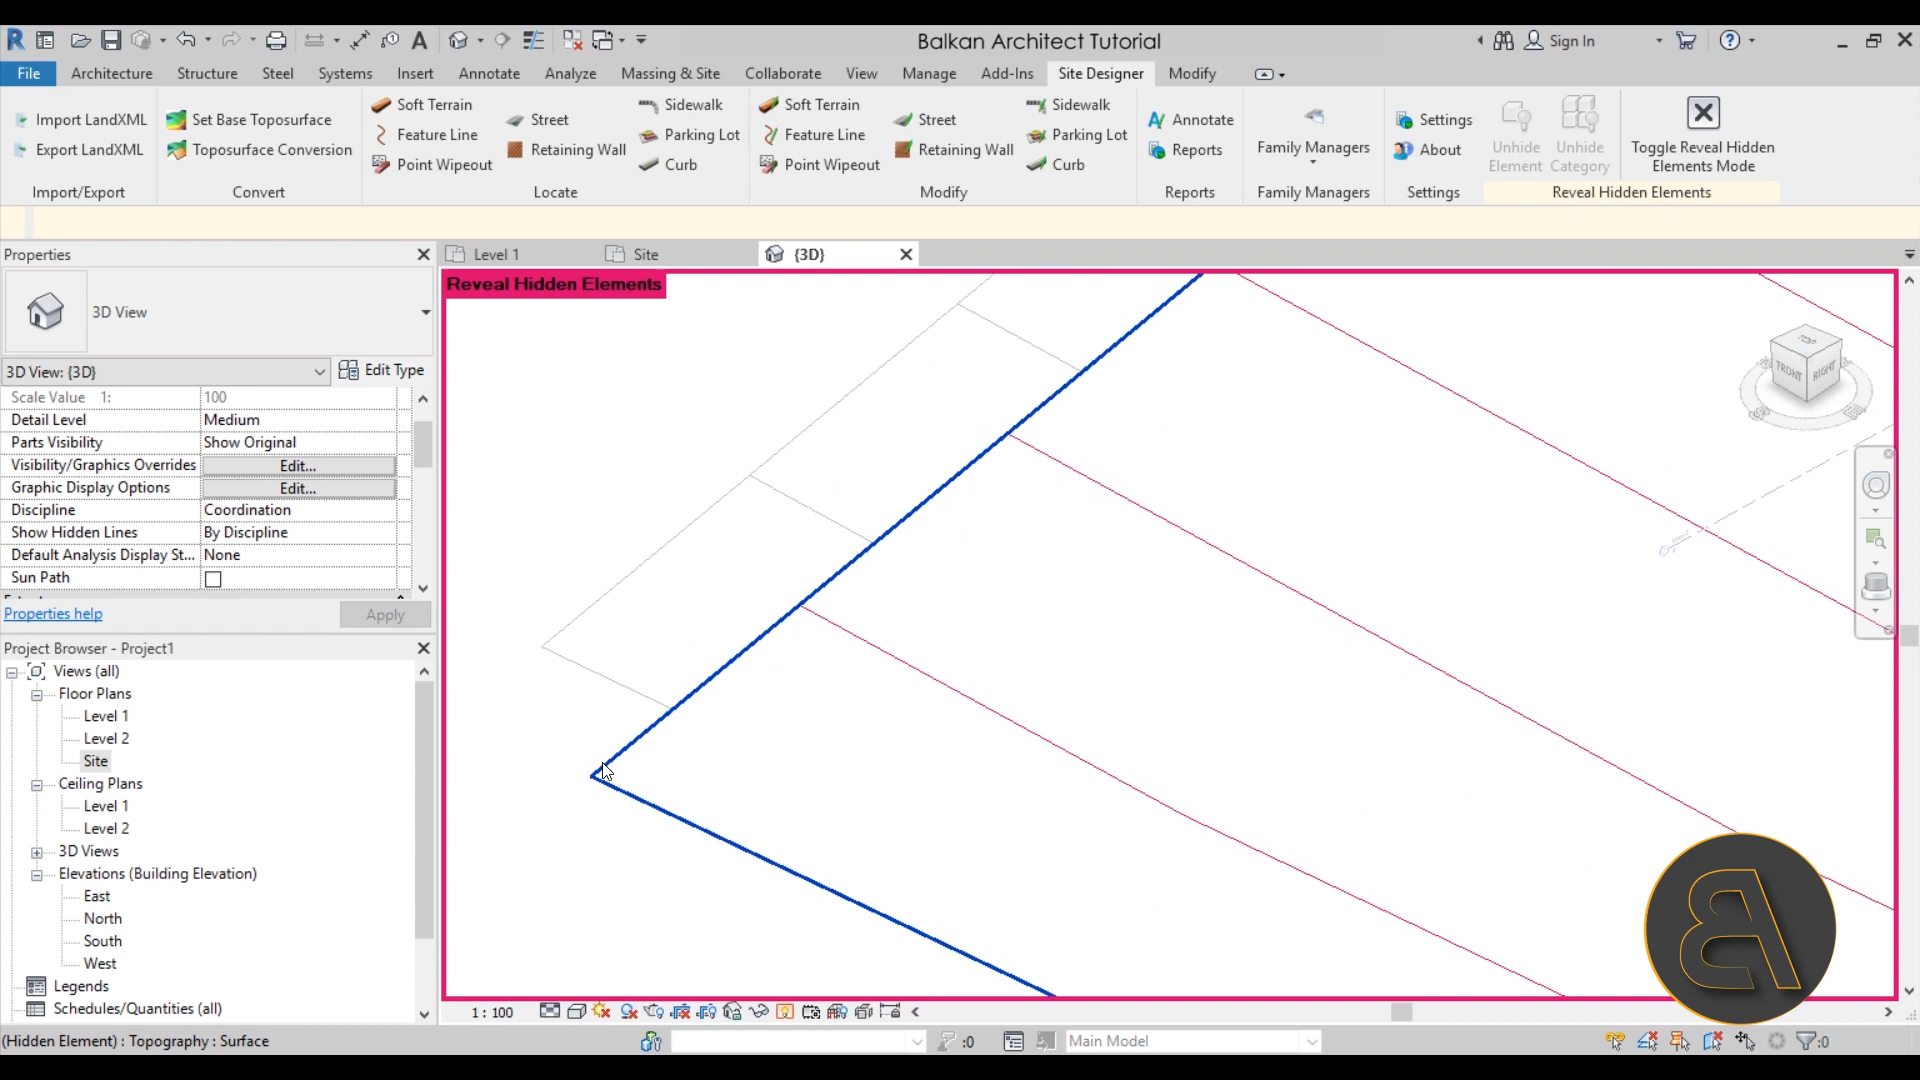 Balkan Architect Tutorial
Sign In
File Architecture Structure Steel Systems Insert Annotate Analyze Massing & Site Collaborate View Manage Add-Ins Site Designer Modify
Import LandXML
Export LandXML
Import/Export
Set Base Toposurface
Toposurface Conversion
Convert
Soft Terrain
Feature Line
Point Wipeout
Street
Retaining Wall
Sidewalk
Parking Lot
Curb
Locate
Soft Terrain
Feature Line
Point Wipeout
Street
Retaining Wall
Sidewalk
Parking Lot
Curb
Modify
Annotate
Reports
Reports
Family Managers
Family Managers
Settings
About
Settings
Unhide
Element
Unhide
Category
Toggle Reveal Hidden
Elements Mode
Reveal Hidden Elements
Properties
3D View
3D View: {3D}
Edit Type
Scale Value 1: 100
Detail Level Medium
Parts Visibility Show Original
Visibility/Graphics Overrides Edit...
Graphic Display Options Edit...
Discipline Coordination
Show Hidden Lines By Discipline
Default Analysis Display St... None
Sun Path
Properties help
Apply
Project Browser - Project1
Views (all)
Floor Plans
Level 1
Level 2
Site
Ceiling Plans
Level 1
Level 2
3D Views
Elevations (Building Elevation)
East
North
South
West
Legends
Schedules/Quantities (all)
Level 1
Site
{3D}
Reveal Hidden Elements
TOP
FRONT
RIGHT
1 : 100
(Hidden Element) : Topography : Surface
:0
Main Model
:0